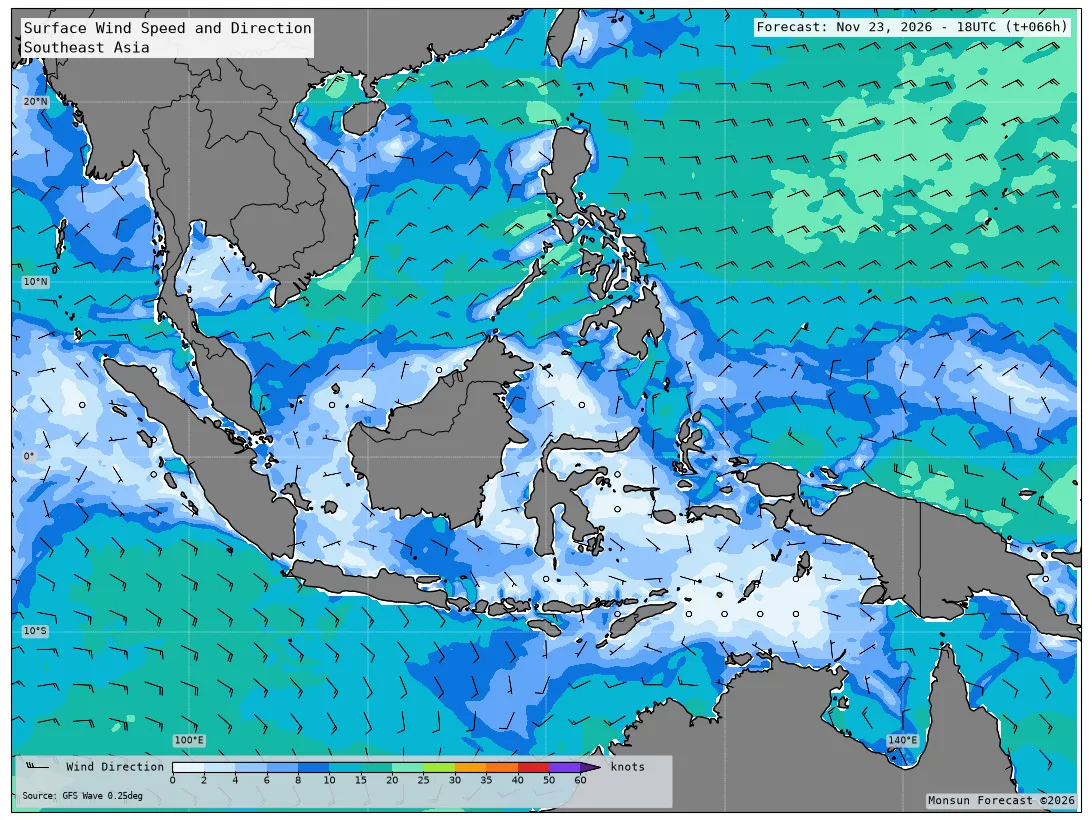 Surface Wind Speed and Direction
Southeast Asia
Forecast: Nov 23, 2026 - 18UTC (t+066h)
20°N
10°N
0°
10°S
100°E
140°E
Wind Direction
0 2 4 6 8 10 15 20 25 30 35 40 50 60
knots
Source: GFS Wave 0.25deg
Monsun Forecast ©2026